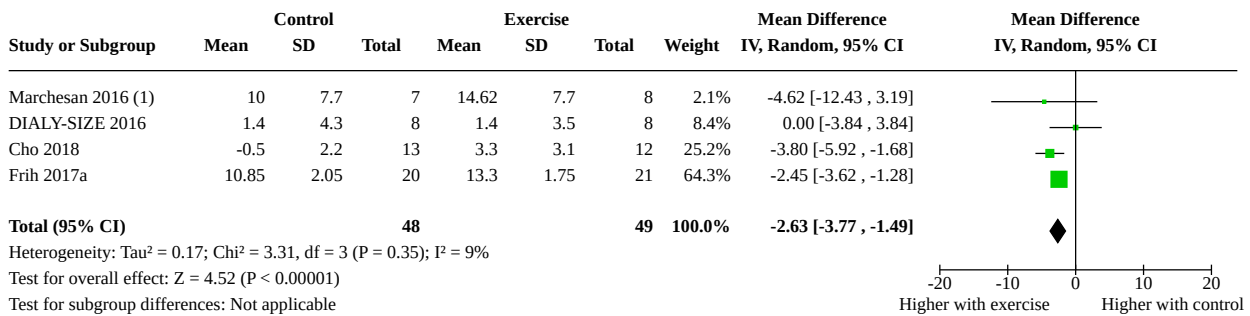 Control Exercise Mean Difference Mean Difference
Study or Subgroup Mean SD Total Mean SD Total Weight IV, Random, 95% CI IV, Random, 95% CI
Marchesan 2016 (1) 10 7.7 7 14.62 7.7 8 2.1% -4.62 [-12.43 , 3.19]
DIALY-SIZE 2016 1.4 4.3 8 1.4 3.5 8 8.4% 0.00 [-3.84 , 3.84]
Cho 2018 -0.5 2.2 13 3.3 3.1 12 25.2% -3.80 [-5.92 , -1.68]
Frih 2017a 10.85 2.05 20 13.3 1.75 21 64.3% -2.45 [-3.62 , -1.28]
Total (95% CI) 48 49 100.0% -2.63 [-3.77 , -1.49]
Heterogeneity: Tau² = 0.17; Chi² = 3.31, df = 3 (P = 0.35); I² = 9%
Test for overall effect: Z = 4.52 (P < 0.00001)
-20 -10 0 10 20
Test for subgroup differences: Not applicable
Higher with exercise Higher with control